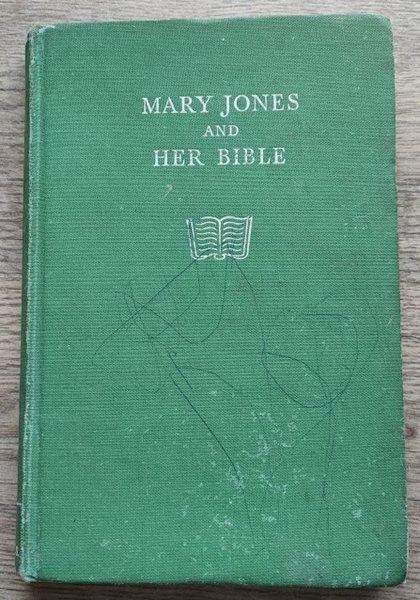 MARY JONES
AND
HER BIBLE